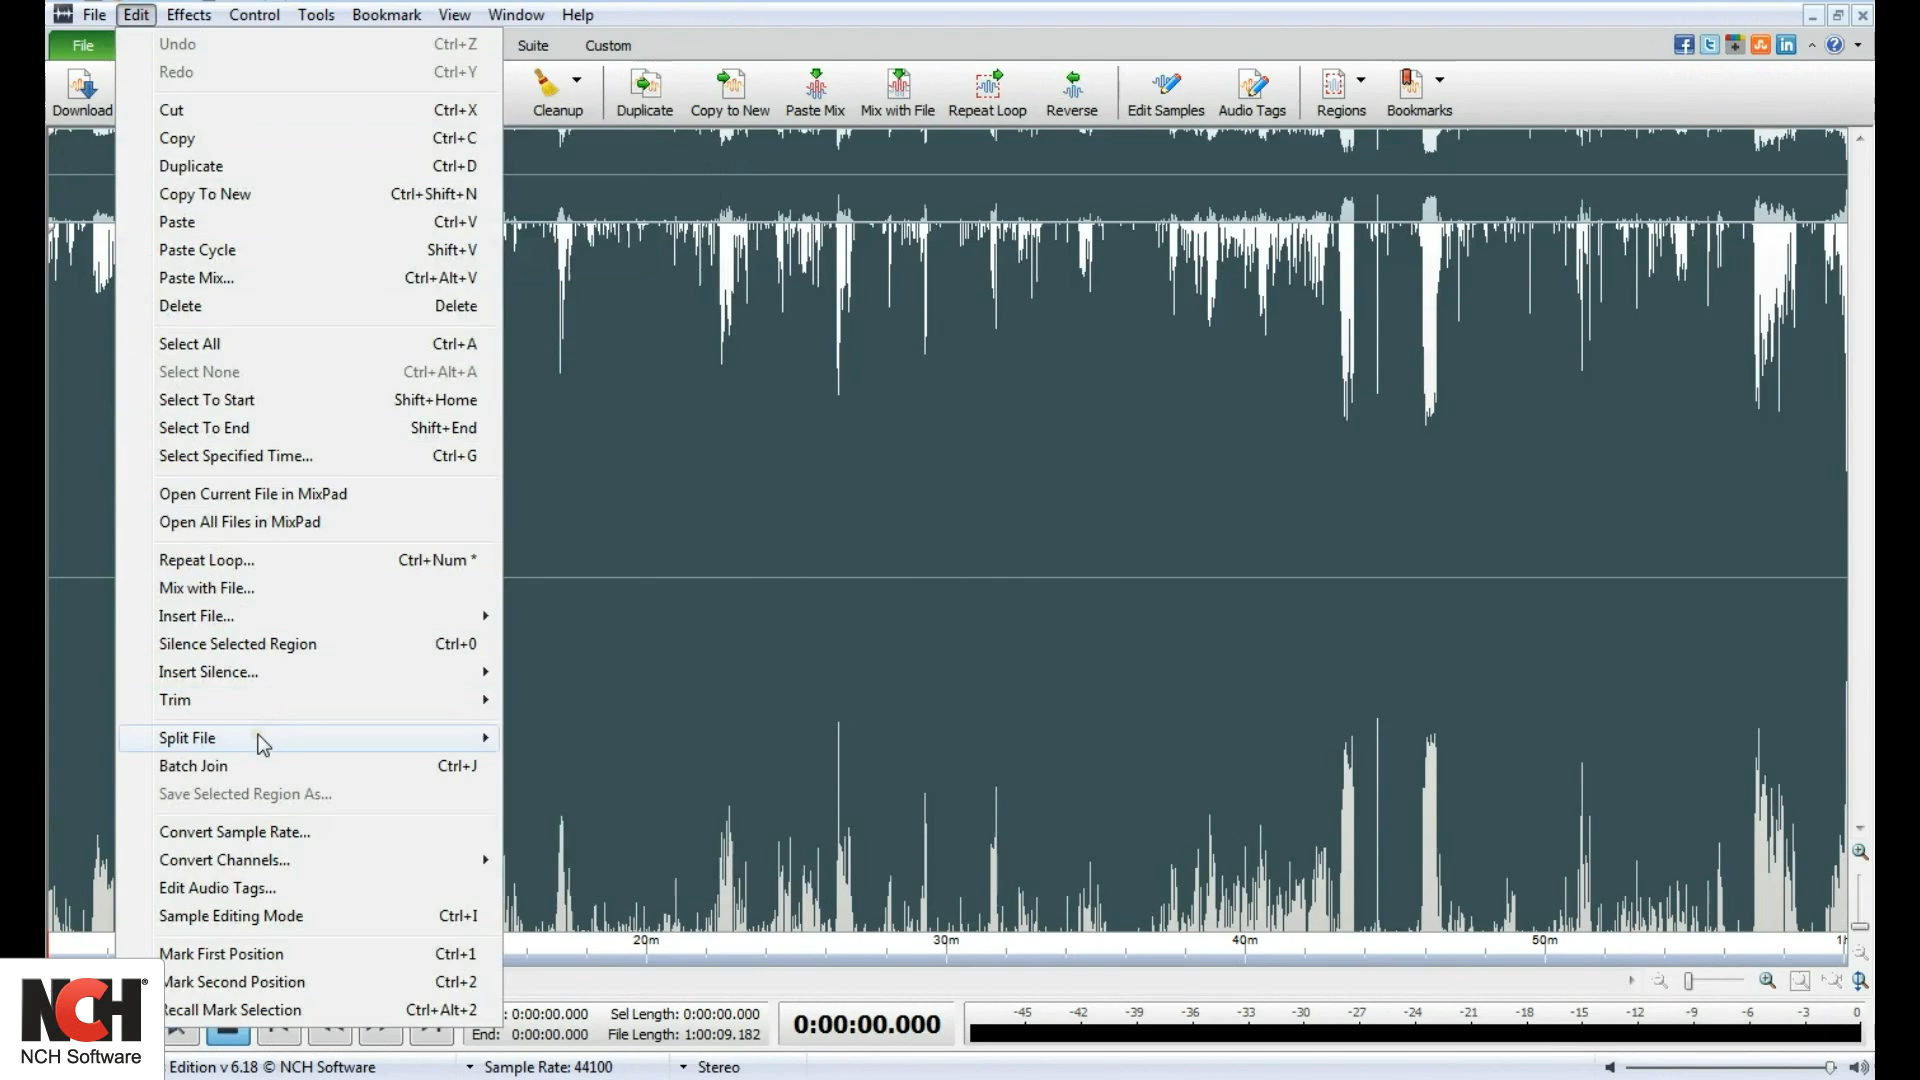 File Edit Effects Control Tools Bookmark View Window Help
File Suite Custom
Download Cleanup Duplicate Copy to New Paste Mix Mix with File Repeat Loop Reverse Edit Samples Audio Tags Regions Bookmarks
Undo Ctrl+Z
Redo Ctrl+Y
Cut Ctrl+X
Copy Ctrl+C
Duplicate Ctrl+D
Copy To New Ctrl+Shift+N
Paste Ctrl+V
Paste Cycle Shift+V
Paste Mix... Ctrl+Alt+V
Delete Delete
Select All Ctrl+A
Select None Ctrl+Alt+A
Select To Start Shift+Home
Select To End Shift+End
Select Specified Time... Ctrl+G
Open Current File in MixPad
Open All Files in MixPad
Repeat Loop... Ctrl+Num *
Mix with File...
Insert File...
Silence Selected Region Ctrl+0
Insert Silence...
Trim
Split File
Batch Join Ctrl+J
Save Selected Region As...
Convert Sample Rate...
Convert Channels...
Edit Audio Tags...
Sample Editing Mode Ctrl+I
Mark First Position Ctrl+1
Mark Second Position Ctrl+2
Recall Mark Selection Ctrl+Alt+2
20m 30m 40m 50m 1h
: 0:00:00.000 Sel Length: 0:00:00.000
End: 0:00:00.000 File Length: 1:00:09.182
0:00:00.000
-45 -42 -39 -36 -33 -30 -27 -24 -21 -18 -15 -12 -9 -6 -3 0
NCH®
NCH Software
Edition v 6.18 © NCH Software Sample Rate: 44100 Stereo